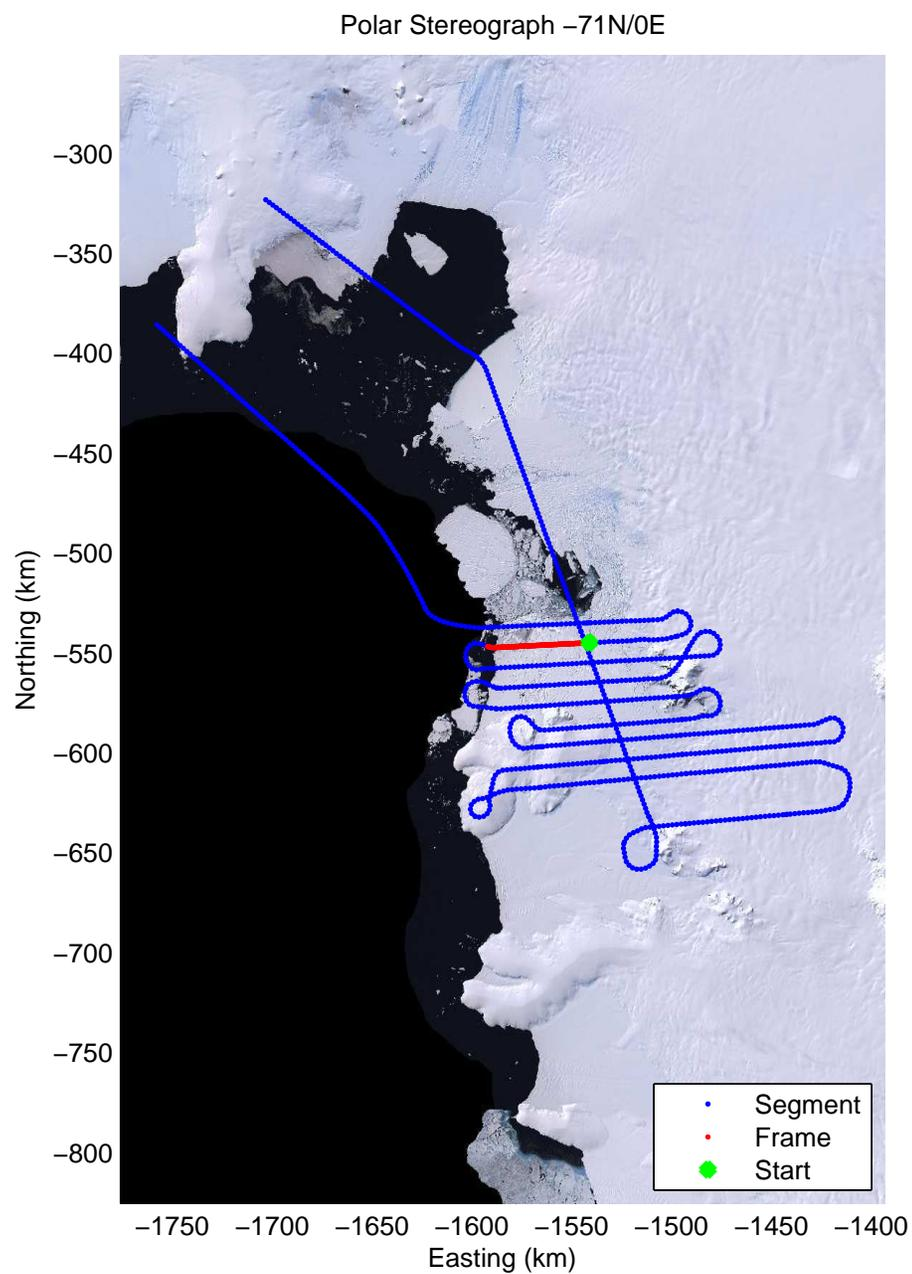 Polar Stereograph −71N/0E
−300
−350
−400
−450
−500
−550
−600
−650
−700
−750
−800
Northing (km)
Segment
Frame
Start
−1750 −1700 −1650 −1600 −1550 −1500 −1450 −1400
Easting (km)